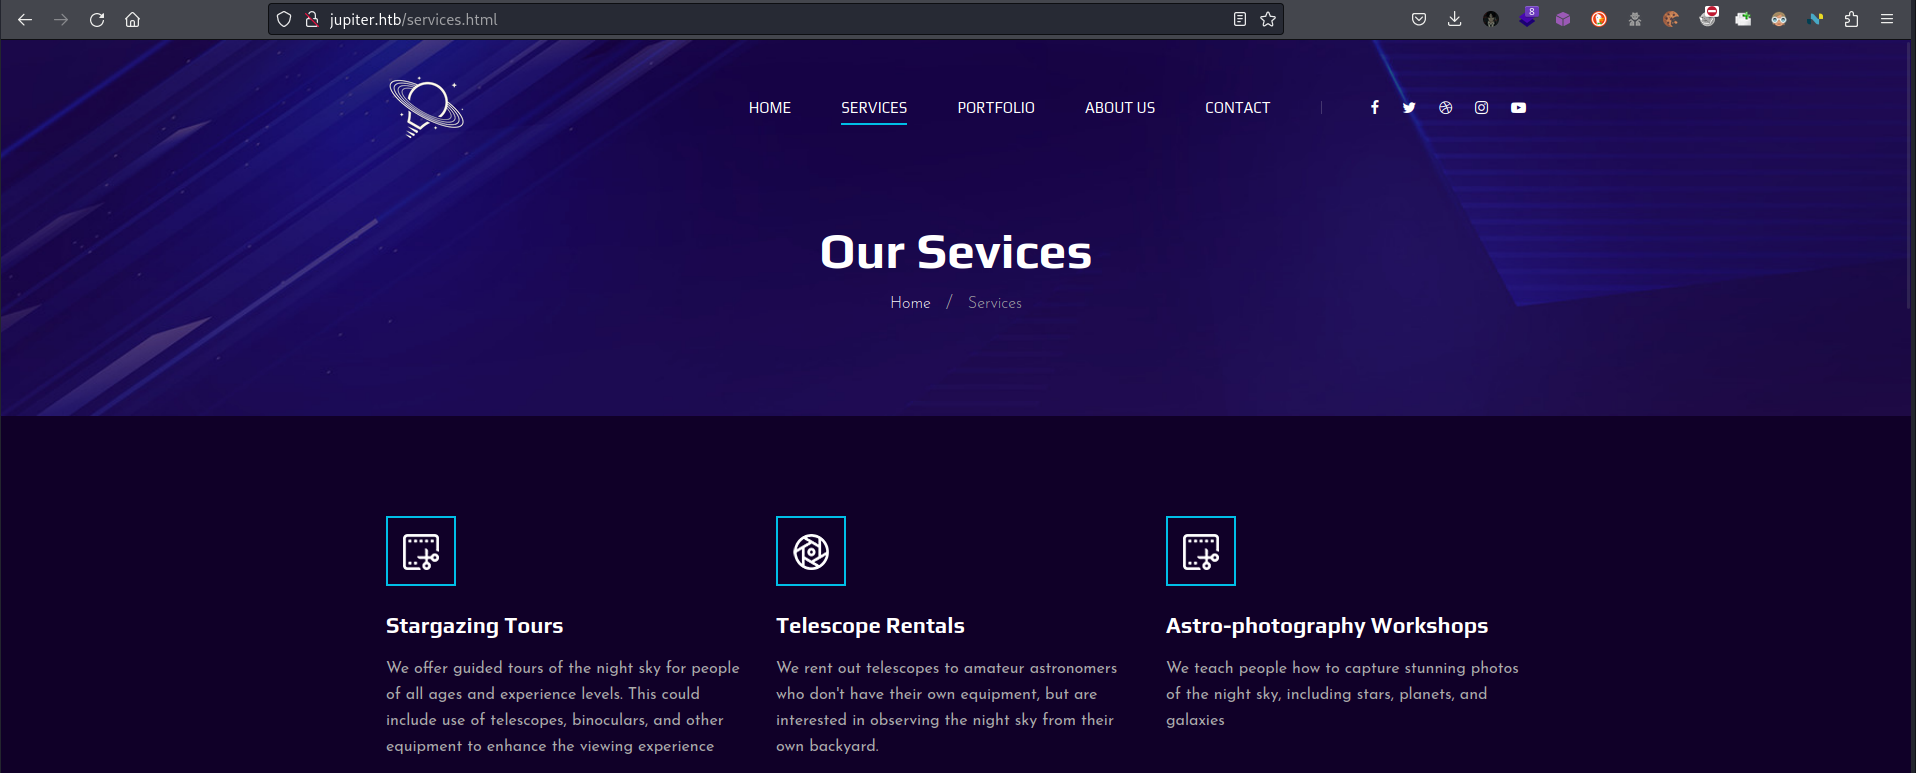 jupiter.htb/services.html
8
HOME SERVICES PORTFOLIO ABOUT US CONTACT
Our Sevices
Home / Services
Stargazing Tours
We offer guided tours of the night sky for people
of all ages and experience levels. This could
include use of telescopes, binoculars, and other
equipment to enhance the viewing experience
Telescope Rentals
We rent out telescopes to amateur astronomers
who don't have their own equipment, but are
interested in observing the night sky from their
own backyard.
Astro-photography Workshops
We teach people how to capture stunning photos
of the night sky, including stars, planets, and
galaxies